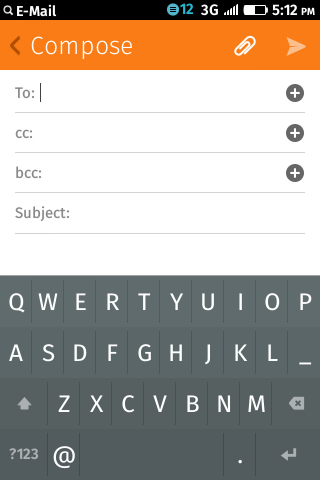 E-Mail 12 3G 5:12 PM
Compose
To:
cc:
bcc:
Subject:
Q W E R T Y U I O P
A S D F G H J K L _
Z X C V B N M
?123 @ .